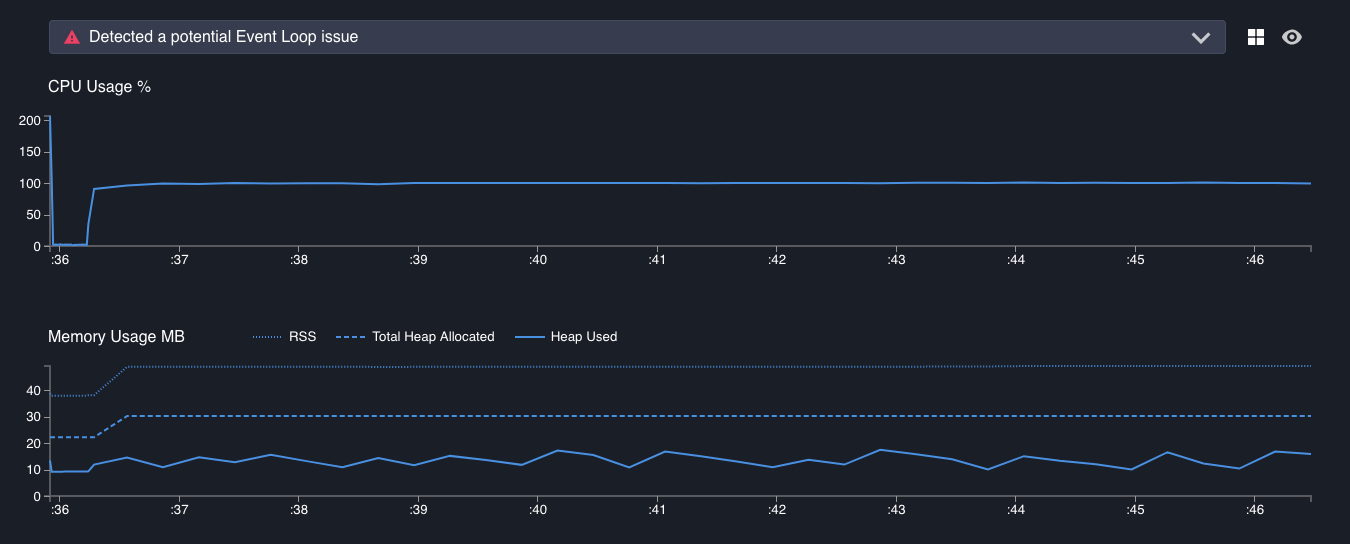 Detected a potential Event Loop issue
CPU Usage %
200
150
100
50
0
:36 :37 :38 :39 :40 :41 :42 :43 :44 :45 :46
Memory Usage MB RSS Total Heap Allocated Heap Used
40
30
20
10
0
:36 :37 :38 :39 :40 :41 :42 :43 :44 :45 :46